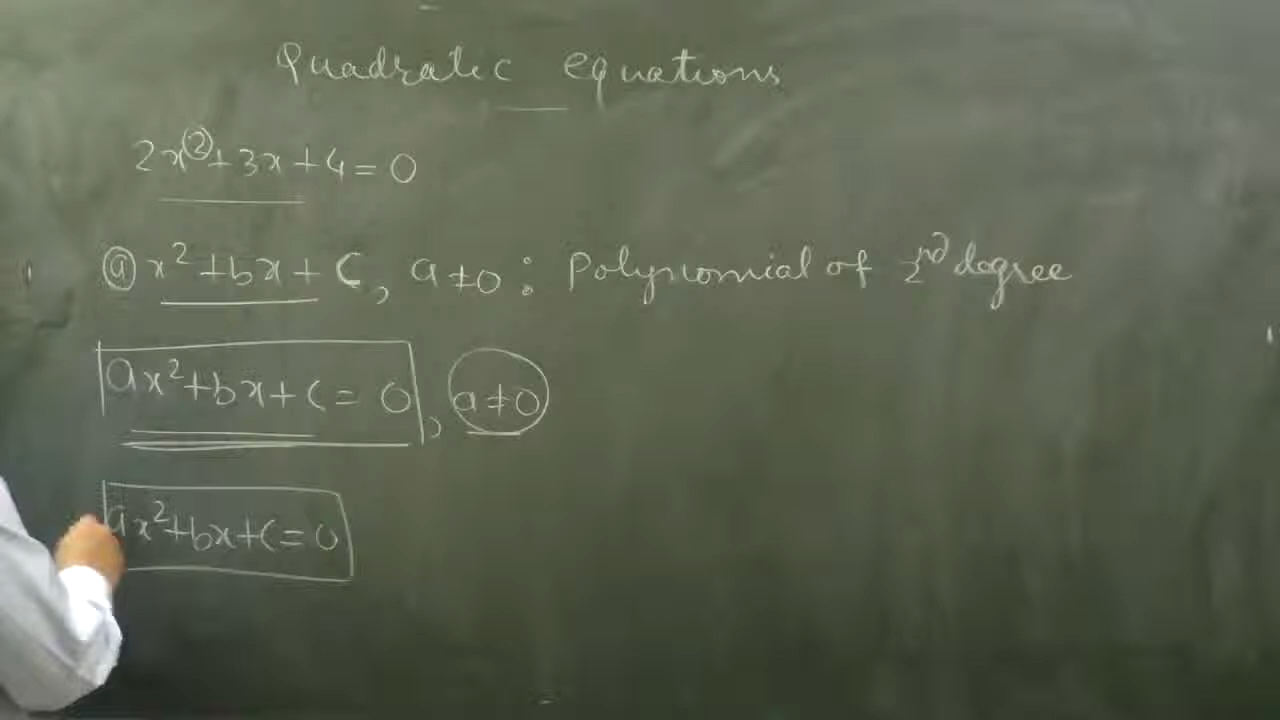 Quadratic equations
2x²+3x+4=0
ax²+bx+c, a≠0: Polynomial of 2nd degree
ax²+bx+c=0, a≠0
ax²+bx+c=0